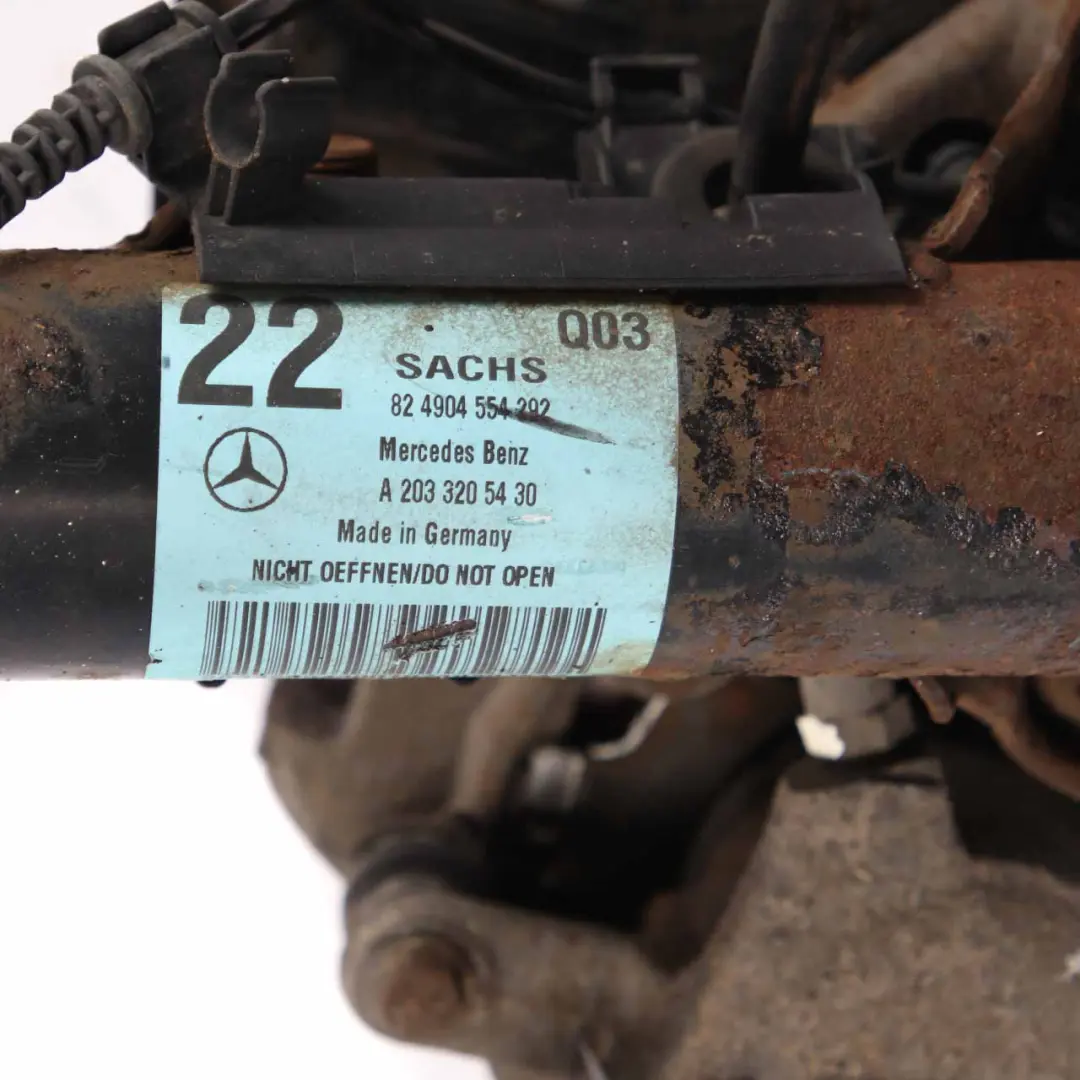 22
Q03
SACHS
82 4904 554 292
Mercedes Benz
A 203 320 54 30
Made in Germany
NICHT OEFFNEN/DO NOT OPEN